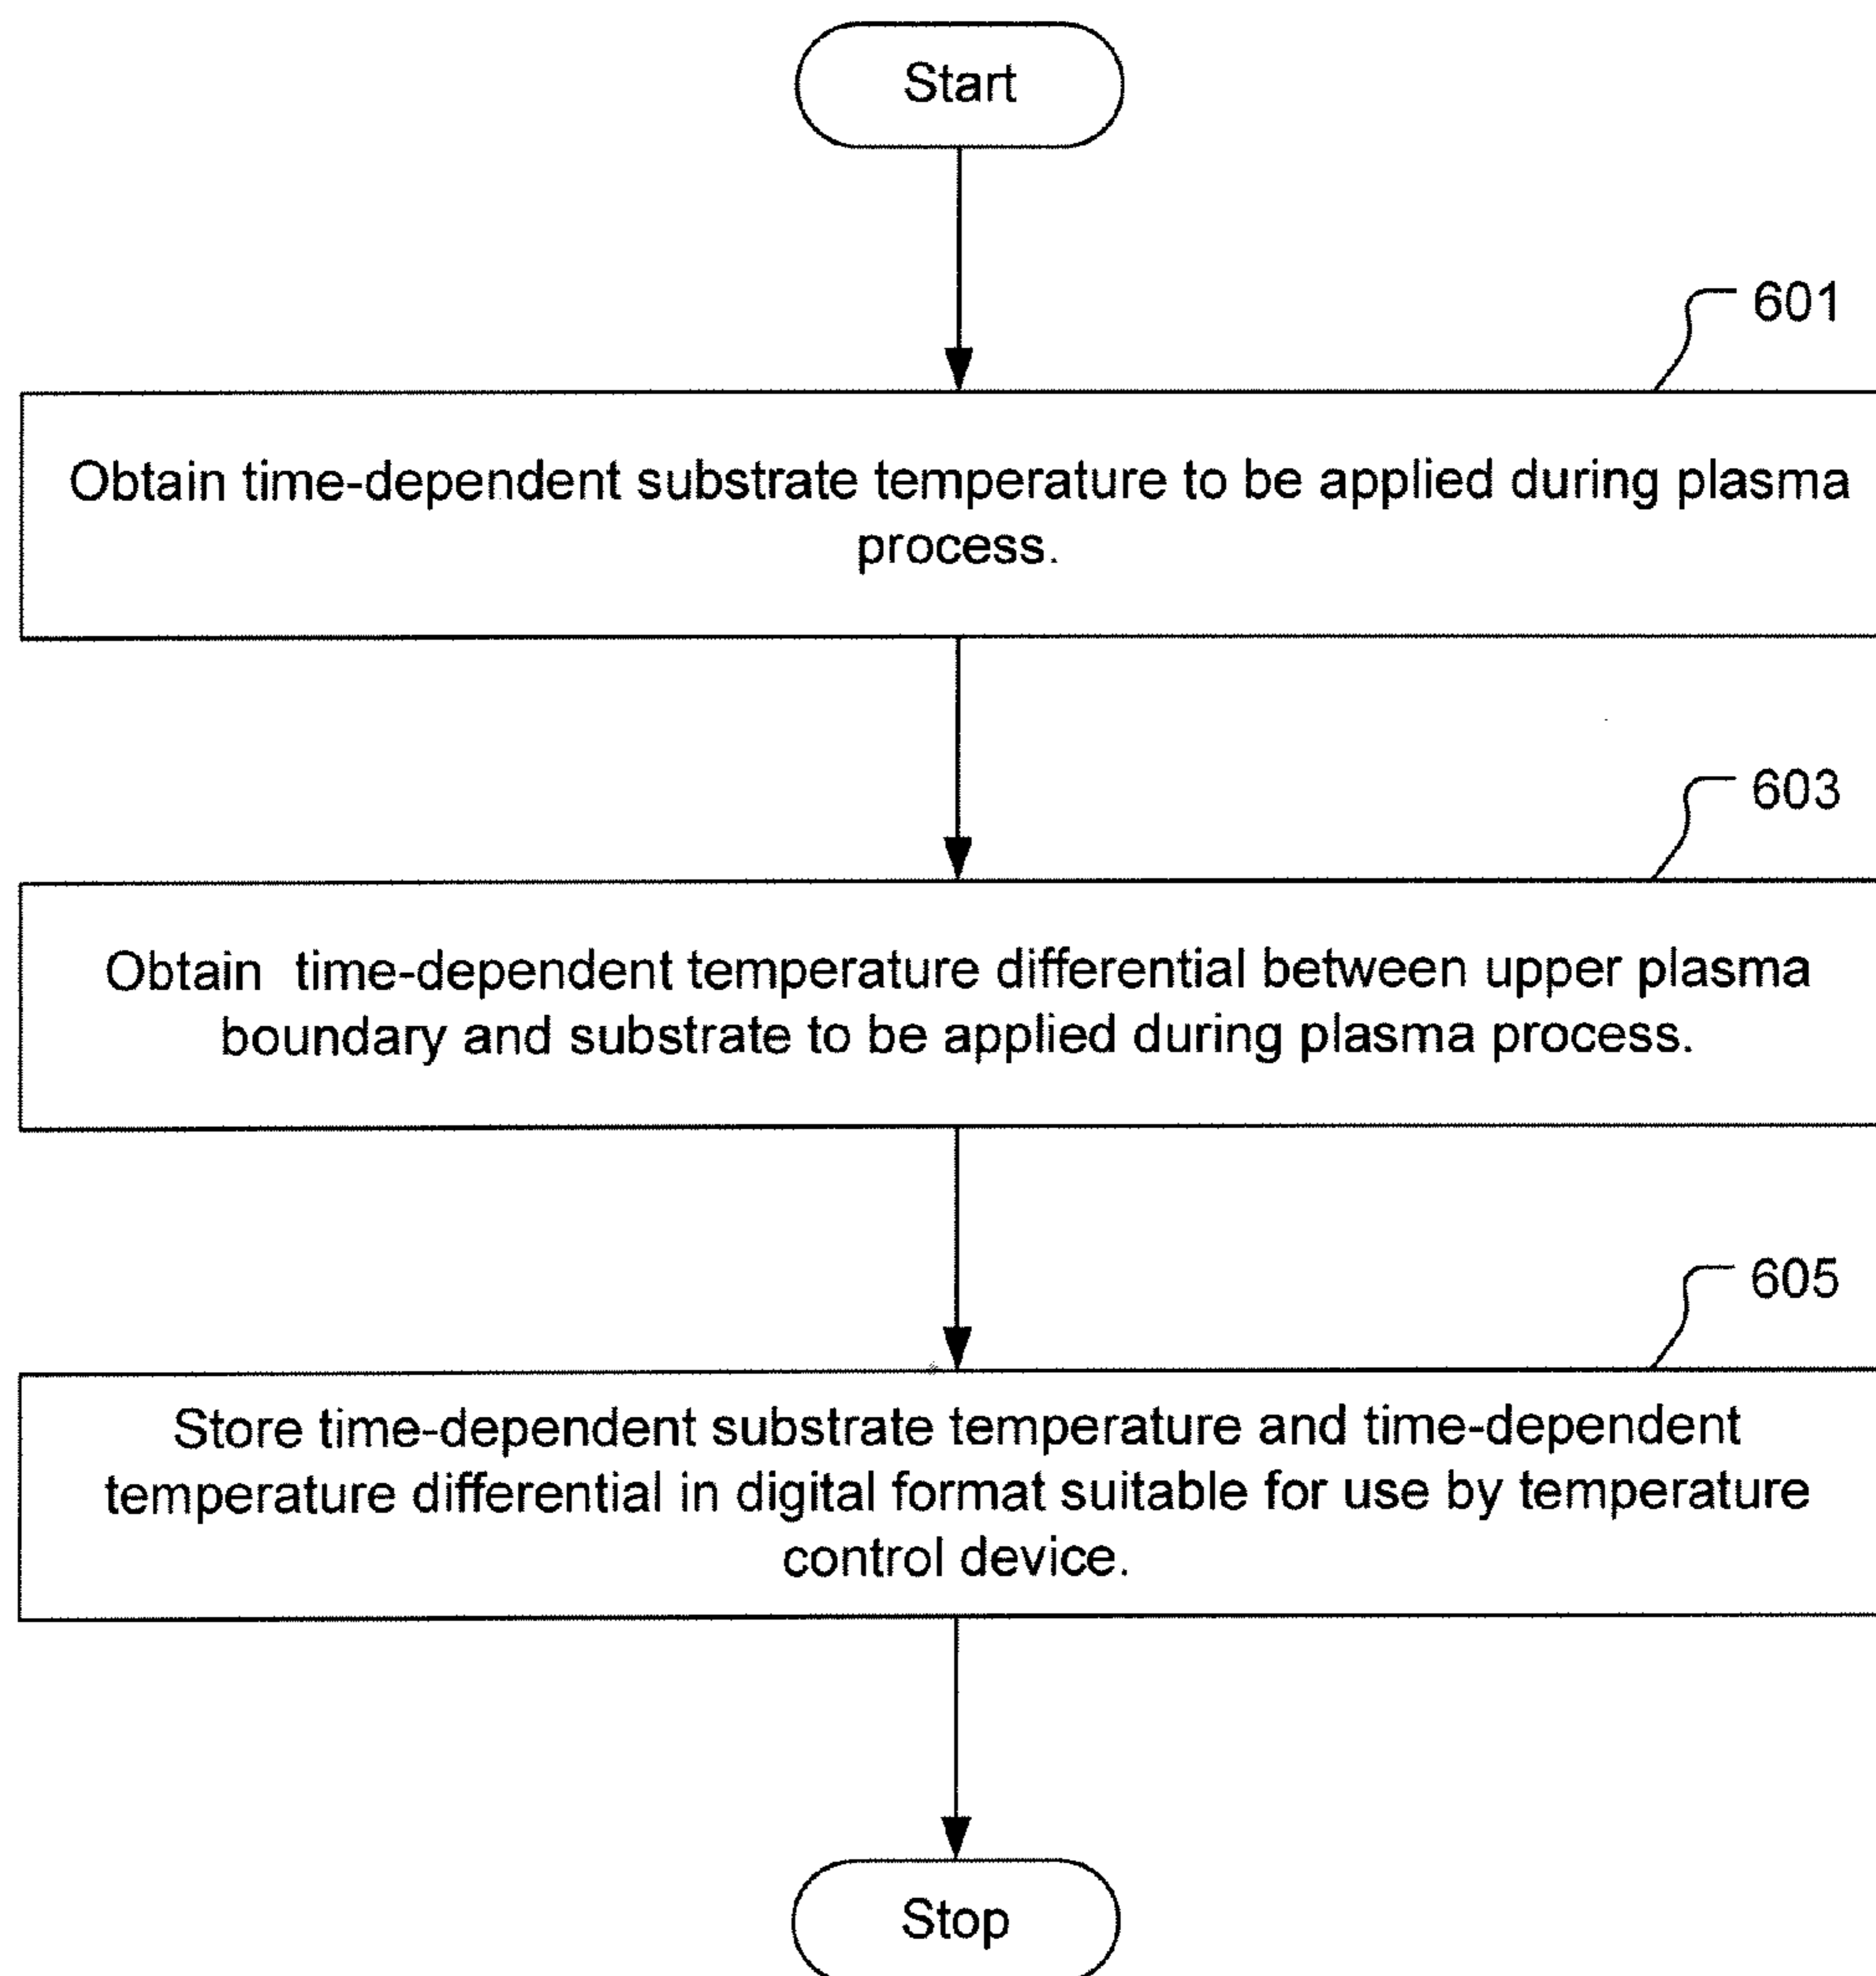 Start
601
Obtain time-dependent substrate temperature to be applied during plasma
process.
603
Obtain time-dependent temperature differential between upper plasma
boundary and substrate to be applied during plasma process.
605
Store time-dependent substrate temperature and time-dependent
temperature differential in digital format suitable for use by temperature
control device.
Stop